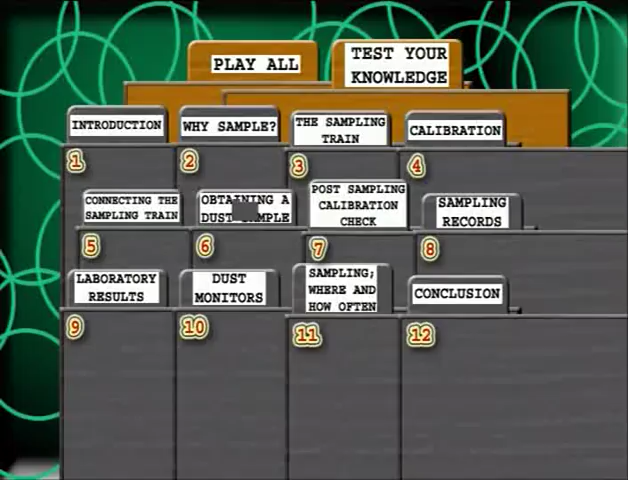 PLAY ALL
TEST YOUR
KNOWLEDGE
INTRODUCTION
WHY SAMPLE?
THE SAMPLING
TRAIN
CALIBRATION
1
2
3
4
CONNECTING THE
SAMPLING TRAIN
OBTAINING A
DUST SAMPLE
POST SAMPLING
CALIBRATION
CHECK
SAMPLING
RECORDS
5
6
7
8
LABORATORY
RESULTS
DUST
MONITORS
SAMPLING;
WHERE AND
HOW OFTEN
CONCLUSION
9
10
11
12